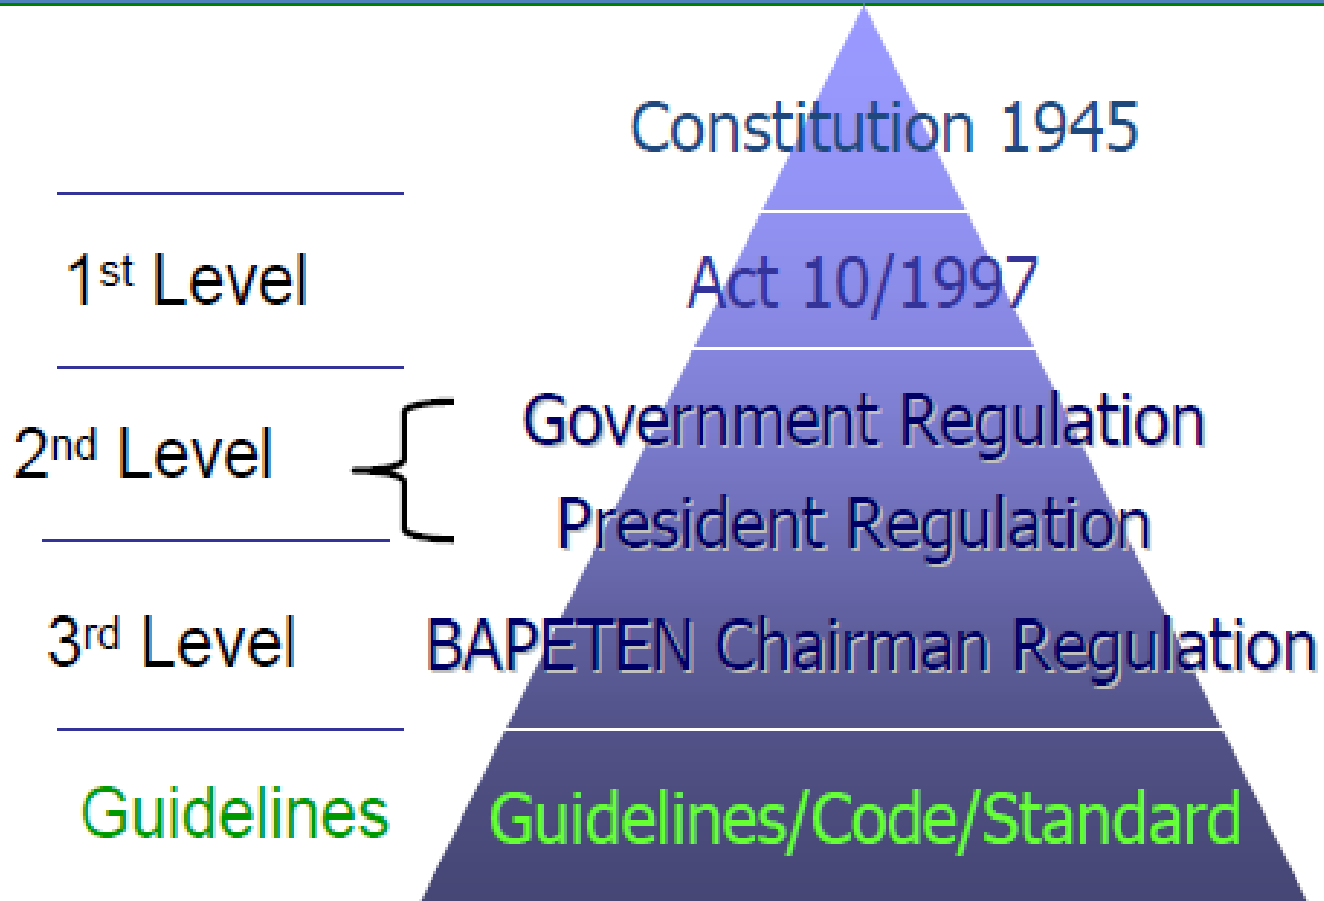 Constitution 1945
1st Level
Act 10/1997
2nd Level
Government Regulation
President Regulation
3rd Level
BAPETEN Chairman Regulation
Guidelines
Guidelines/Code/Standard